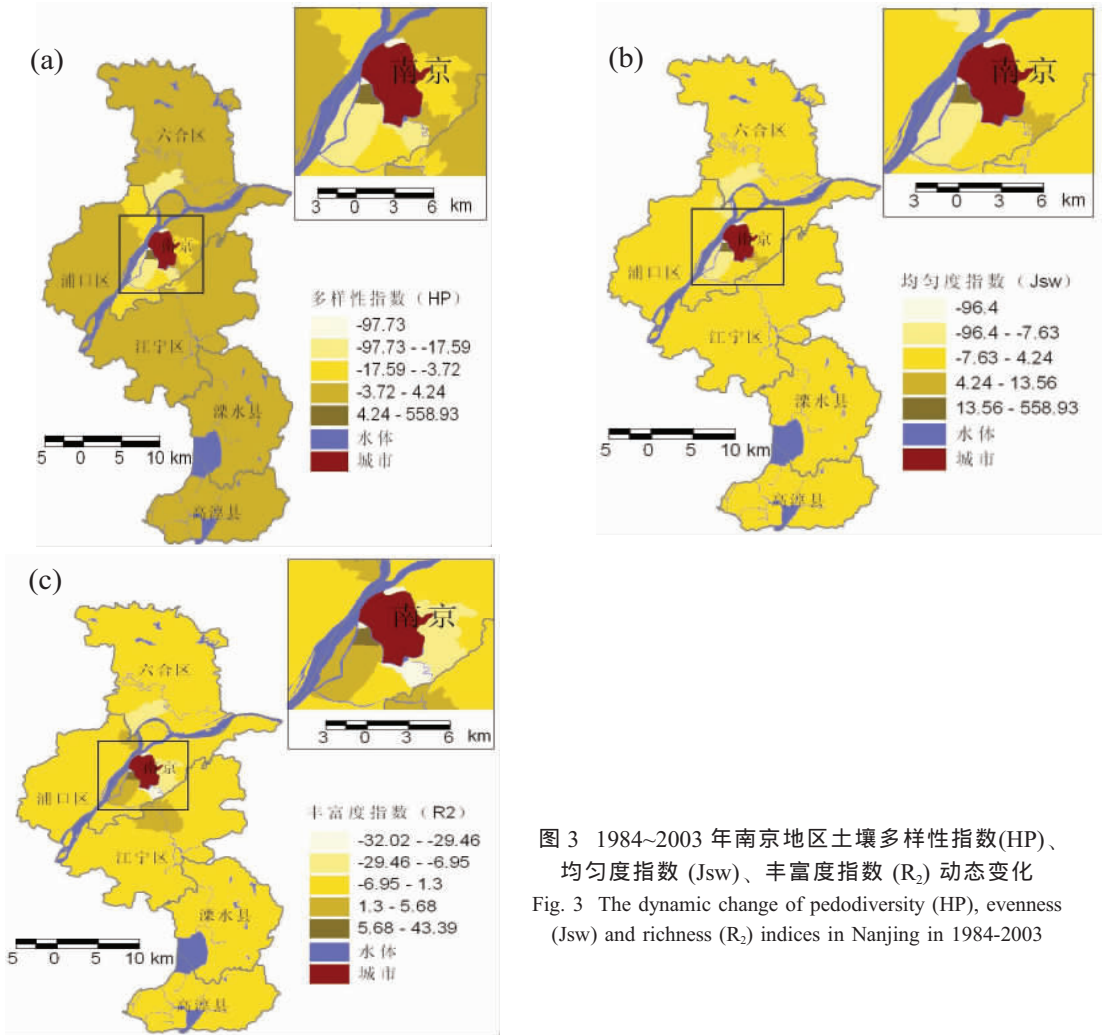 (a)
南京
3 0 3 6 km
六合区
南京
浦口区
江宁区
溧水县
高淳县
5 0 5 10 km
多样性指数（HP）
-97.73
-97.73 - -17.59
-17.59 - -3.72
-3.72 - 4.24
4.24 - 558.93
水体
城市
(b)
南京
3 0 3 6 km
六合区
南京
浦口区
江宁区
溧水县
高淳县
5 0 5 10 km
均匀度指数（Jsw）
-96.4
-96.4 - -7.63
-7.63 - 4.24
4.24 - 13.56
13.56 - 558.93
水体
城市
(c)
南京
3 0 3 6 km
六合区
南京
浦口区
江宁区
溧水县
高淳县
5 0 5 10 km
丰富度指数（R2）
-32.02 - -29.46
-29.46 - -6.95
-6.95 - 1.3
1.3 - 5.68
5.68 - 43.39
水体
城市
图 3 1984~2003 年南京地区土壤多样性指数(HP)、
均匀度指数 (Jsw)、丰富度指数 (R₂) 动态变化
Fig. 3 The dynamic change of pedodiversity (HP), evenness
(Jsw) and richness (R₂) indices in Nanjing in 1984-2003